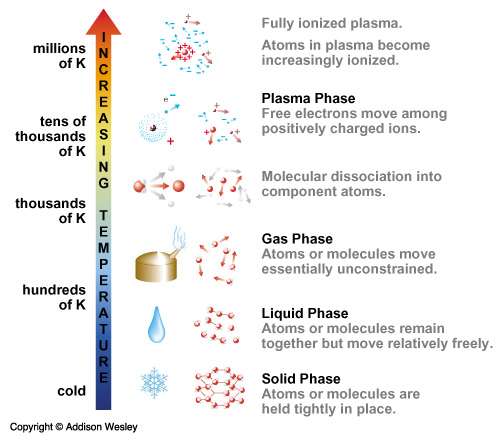 millions
of K
Fully ionized plasma.
Atoms in plasma become
increasingly ionized.
INCREASING TEMPERATURE
tens of
thousands
of K
Plasma Phase
Free electrons move among
positively charged ions.
Molecular dissociation into
component atoms.
thousands
of K
Gas Phase
Atoms or molecules move
essentially unconstrained.
hundreds
of K
Liquid Phase
Atoms or molecules remain
together but move relatively freely.
cold
Solid Phase
Atoms or molecules are
held tightly in place.
Copyright © Addison Wesley